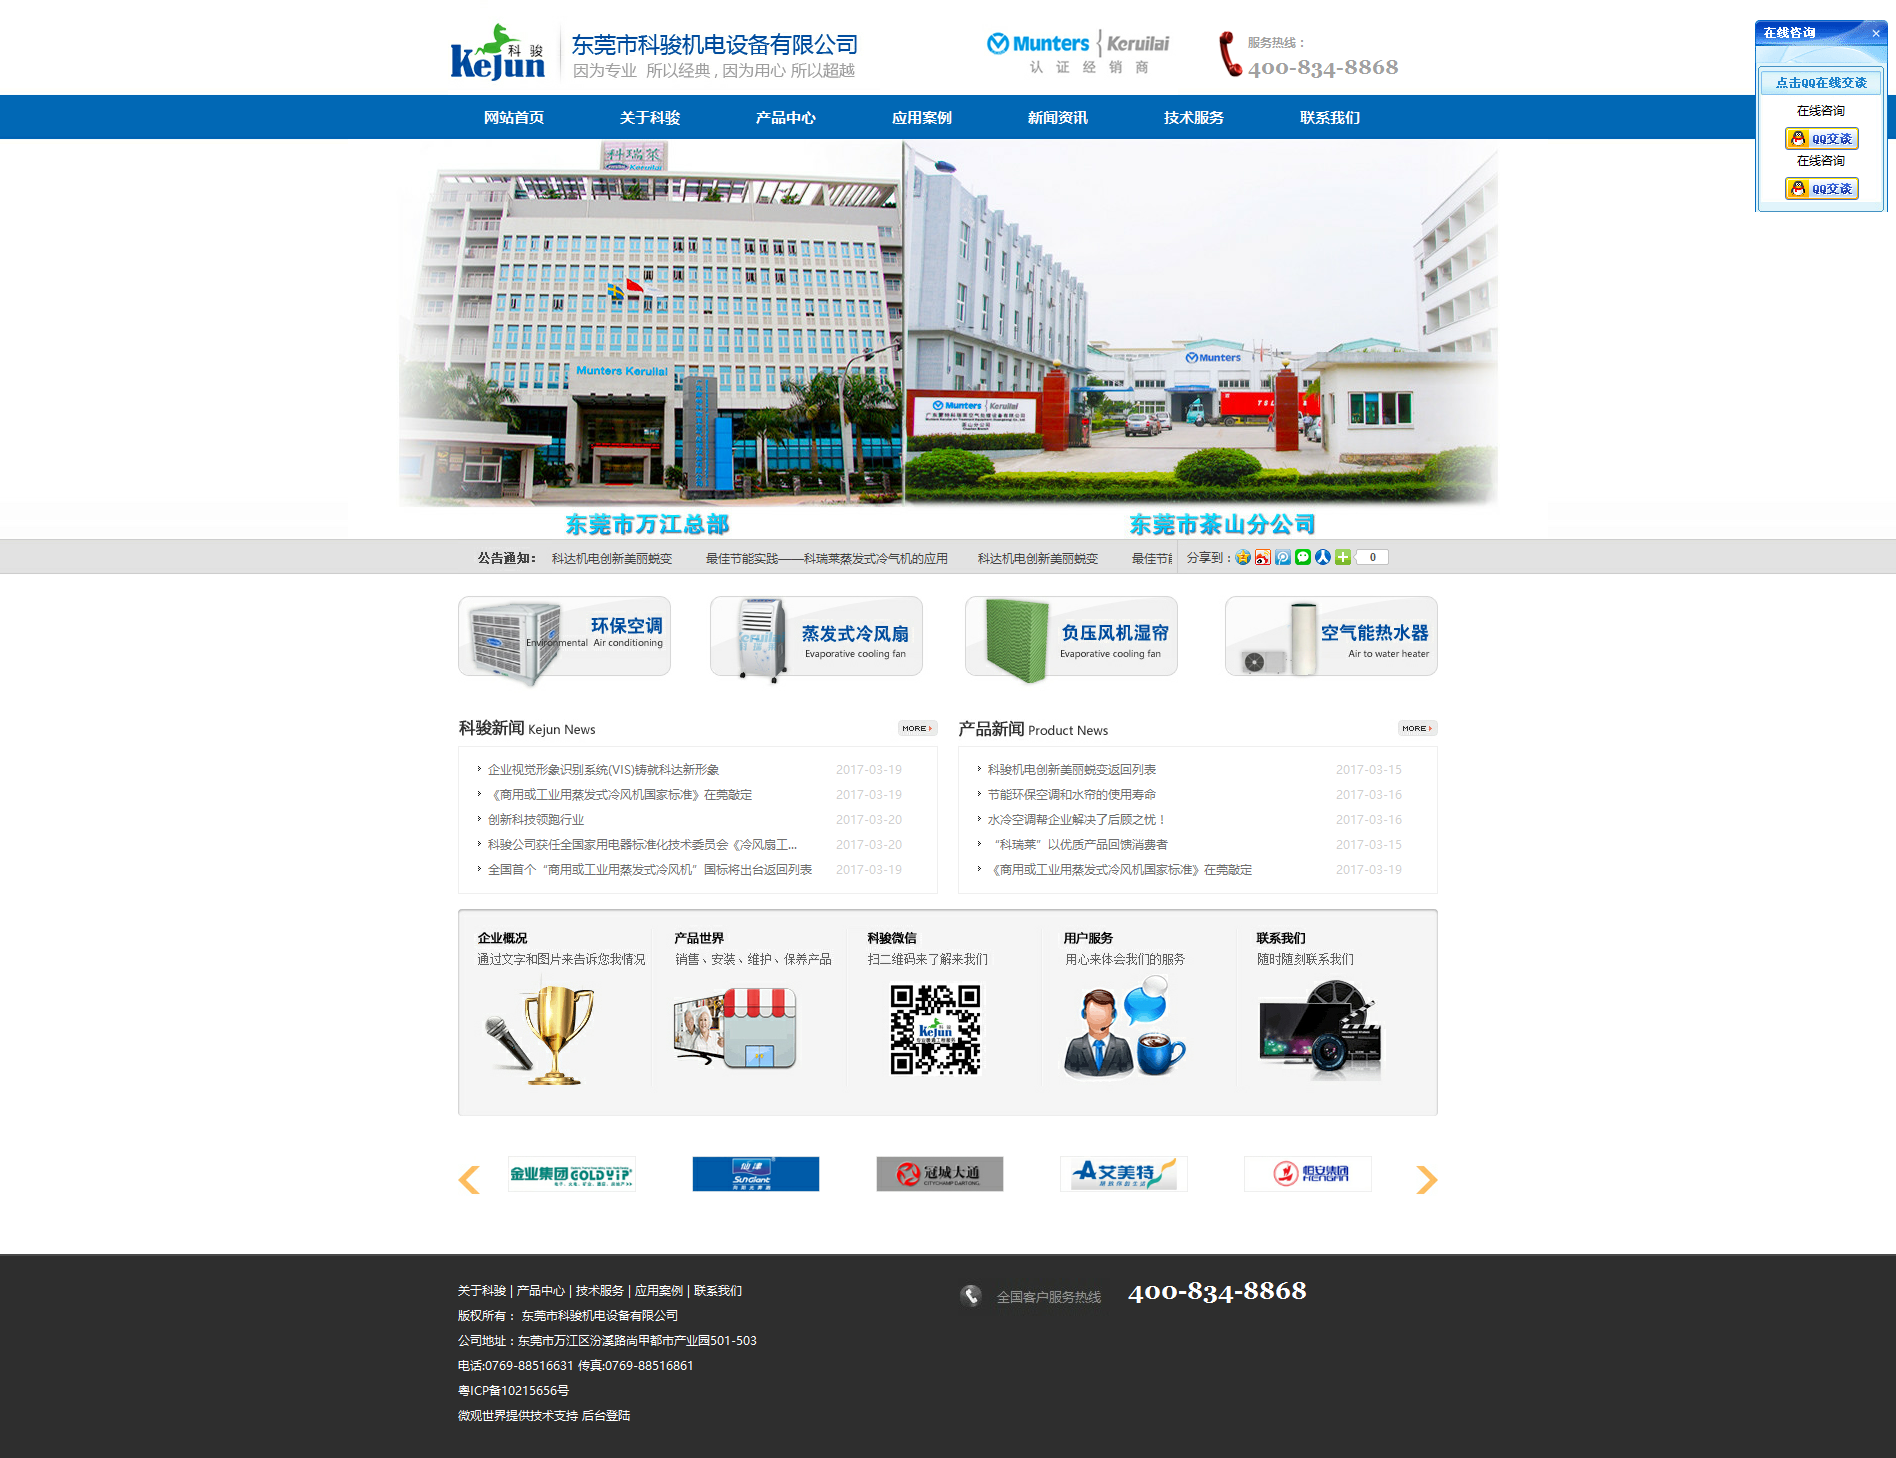 Kejun 科骏
东莞市科骏机电设备有限公司
因为专业 所以经典 , 因为用心 所以超越
Munters Keruilai
认证经销商
服务热线：
400-834-8868
在线咨询
点击QQ在线交谈
在线咨询
QQ交谈
在线咨询
QQ交谈
网站首页 关于科骏 产品中心 应用案例 新闻资讯 技术服务 联系我们
科瑞莱
Keruilai
Munters Keruilai
Munters
Munters Keruilai
广东蒙特科瑞莱空气处理设备有限公司
茶山分公司
东莞市万江总部
东莞市茶山分公司
公告通知： 科达机电创新美丽蜕变 最佳节能实践——科瑞莱蒸发式冷气机的应用 科达机电创新美丽蜕变 最佳节能
分享到： 0
环保空调
Environmental Air conditioning
蒸发式冷风扇
Evaporative cooling fan
负压风机湿帘
Evaporative cooling fan
空气能热水器
Air to water heater
科骏新闻 Kejun News MORE
企业视觉形象识别系统(VIS)铸就科达新形象 2017-03-19
《商用或工业用蒸发式冷风机国家标准》在莞敲定 2017-03-19
创新科技领跑行业 2017-03-20
科骏公司获任全国家用电器标准化技术委员会《冷风扇工... 2017-03-20
全国首个“商用或工业用蒸发式冷风机”国标将出台返回列表 2017-03-19
产品新闻 Product News MORE
科骏机电创新美丽蜕变返回列表 2017-03-15
节能环保空调和水帘的使用寿命 2017-03-16
水冷空调帮企业解决了后顾之忧！ 2017-03-16
“科瑞莱”以优质产品回馈消费者 2017-03-15
《商用或工业用蒸发式冷风机国家标准》在莞敲定 2017-03-19
企业概况
通过文字和图片来告诉您我情况
产品世界
销售、安装、维护、保养产品
科骏微信
扫二维码来了解来我们
Kejun 科骏
用户服务
用心来体会我们的服务
联系我们
随时随刻联系我们
金业集团 GOLDVIP
仙津
SunGiant
冠城大通
CITYCHAMP DARTONG
艾美特
恒安集团
HENGAN
关于科骏 | 产品中心 | 技术服务 | 应用案例 | 联系我们
版权所有： 东莞市科骏机电设备有限公司
公司地址：东莞市万江区汾溪路尚甲都市产业园501-503
电话:0769-88516631 传真:0769-88516861
粤ICP备10215656号
微观世界提供技术支持 后台登陆
全国客户服务热线 400-834-8868